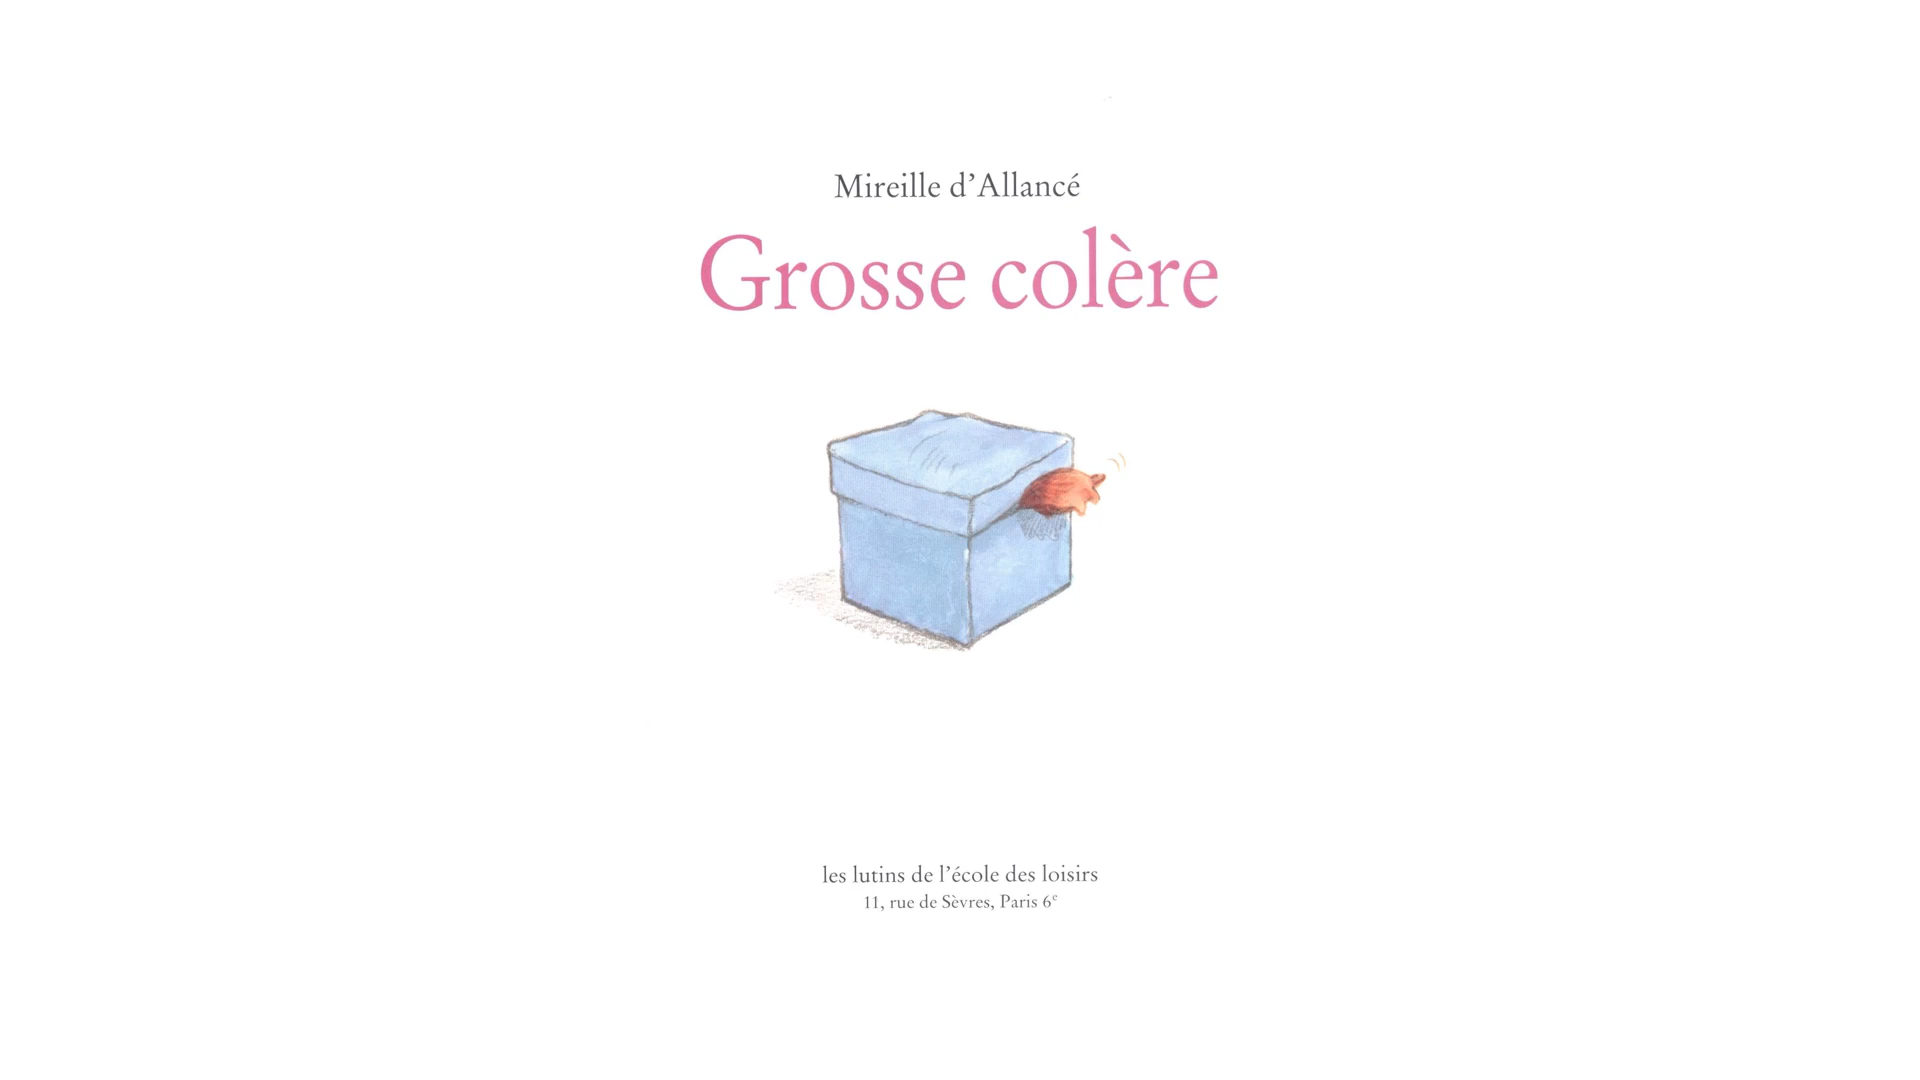 Mireille d’Allancé
Grosse colère
les lutins de l’école des loisirs
11, rue de Sèvres, Paris 6e